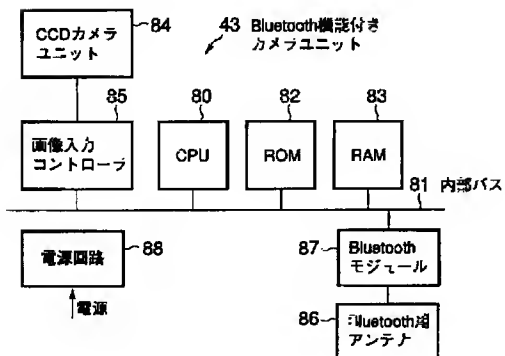 84
CCDカメラ
ユニット
43 Bluetooth機能付き
カメラユニット
85
画像入力
コントローラ
80
CPU
82
ROM
83
RAM
81 内部バス
電源回路
88
電源
87
Bluetooth
モジュール
86
Bluetooth用
アンテナ